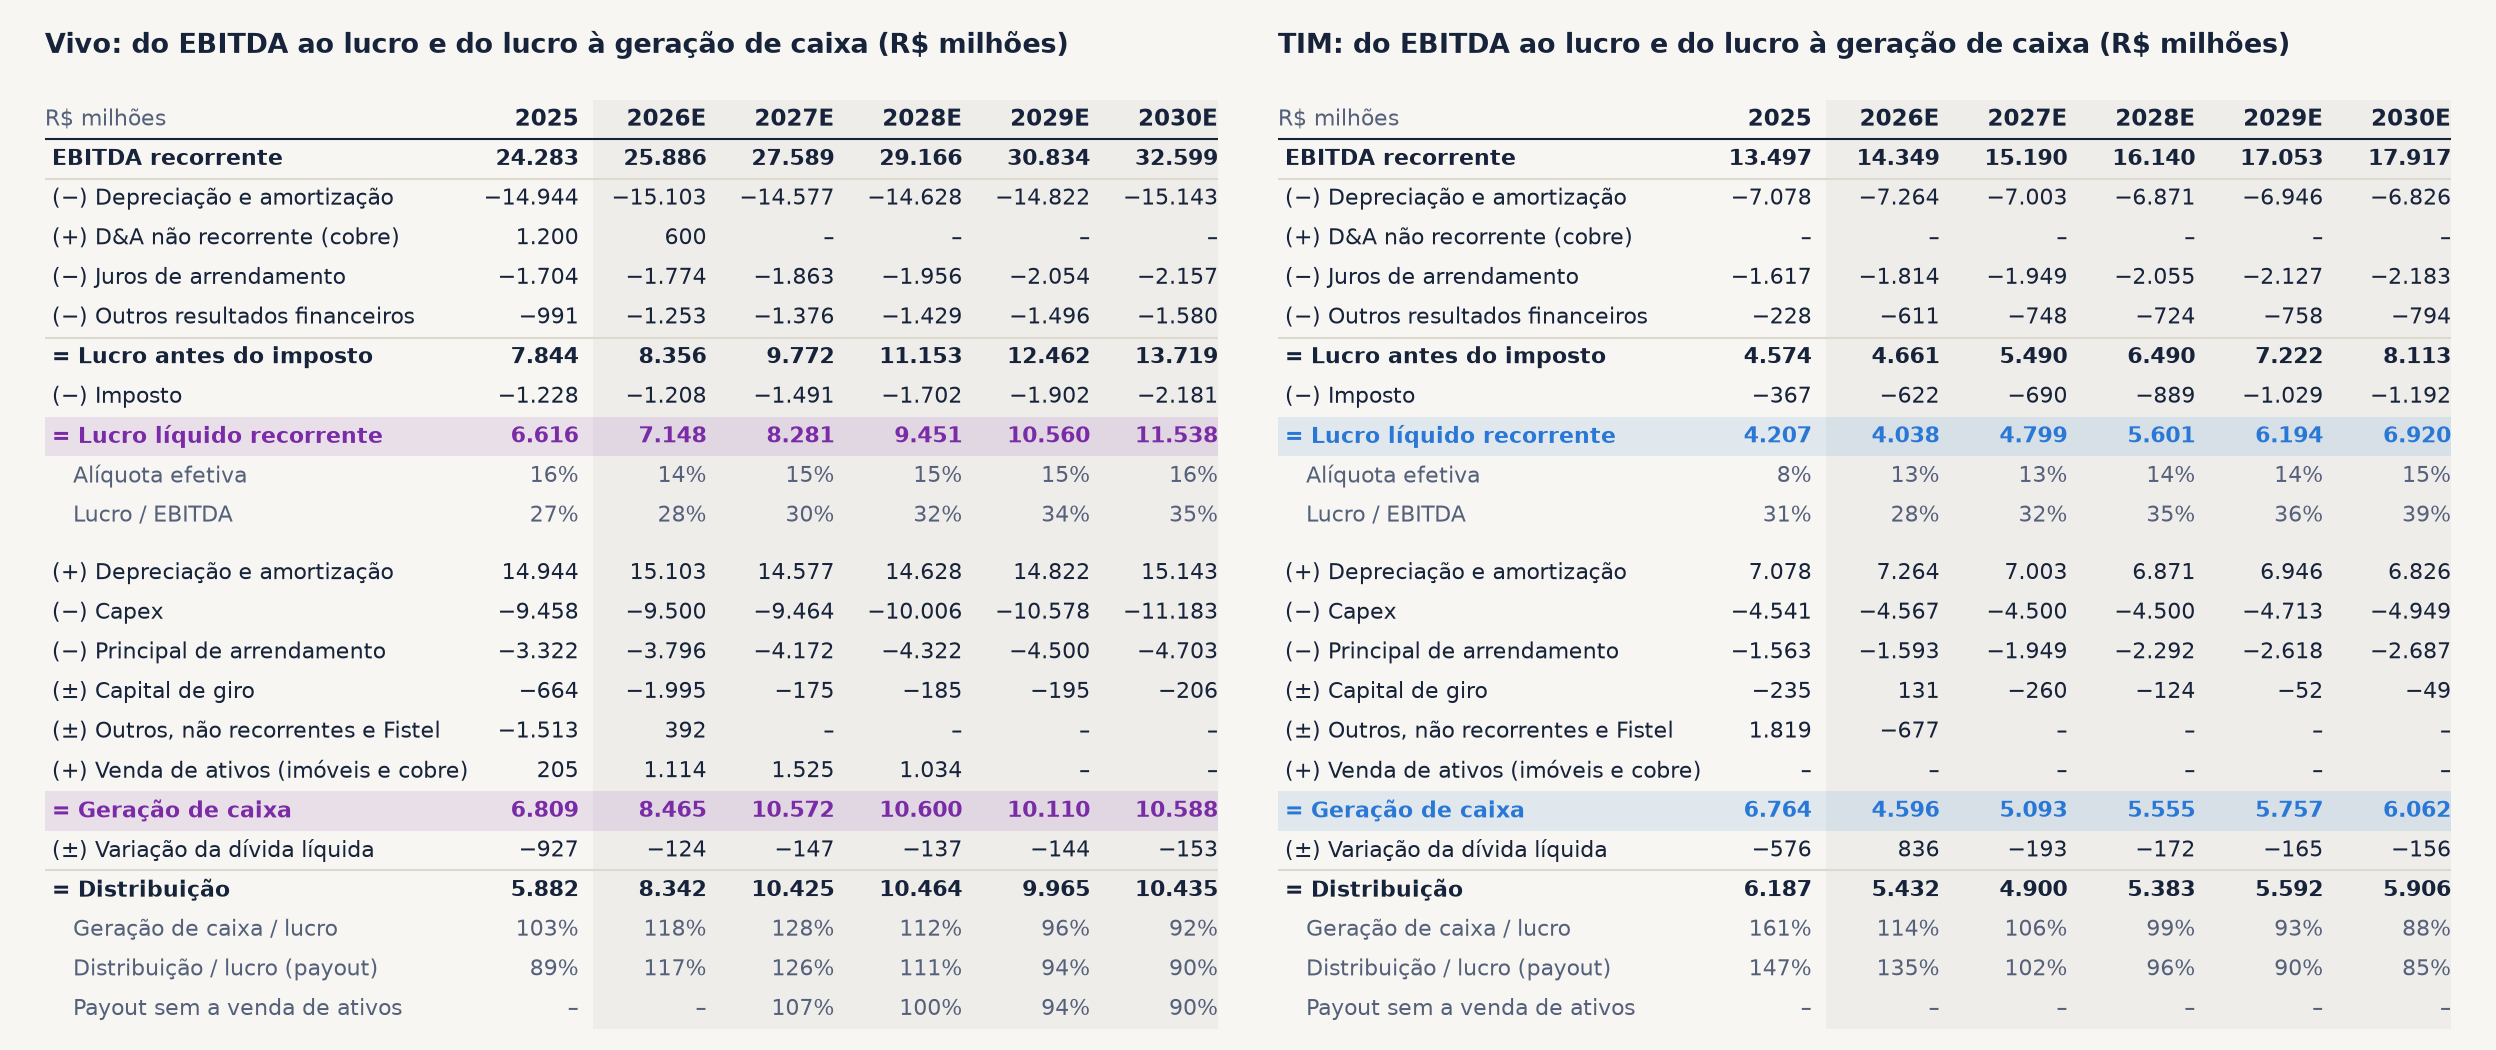 Vivo: do EBITDA ao lucro e do lucro à geração de caixa (R$ milhões)
R$ milhões 2025 2026E 2027E 2028E 2029E 2030E
EBITDA recorrente 24.283 25.886 27.589 29.166 30.834 32.599
(−) Depreciação e amortização −14.944 −15.103 −14.577 −14.628 −14.822 −15.143
(+) D&A não recorrente (cobre) 1.200 600 – – – –
(−) Juros de arrendamento −1.704 −1.774 −1.863 −1.956 −2.054 −2.157
(−) Outros resultados financeiros −991 −1.253 −1.376 −1.429 −1.496 −1.580
= Lucro antes do imposto 7.844 8.356 9.772 11.153 12.462 13.719
(−) Imposto −1.228 −1.208 −1.491 −1.702 −1.902 −2.181
= Lucro líquido recorrente 6.616 7.148 8.281 9.451 10.560 11.538
Alíquota efetiva 16% 14% 15% 15% 15% 16%
Lucro / EBITDA 27% 28% 30% 32% 34% 35%
(+) Depreciação e amortização 14.944 15.103 14.577 14.628 14.822 15.143
(−) Capex −9.458 −9.500 −9.464 −10.006 −10.578 −11.183
(−) Principal de arrendamento −3.322 −3.796 −4.172 −4.322 −4.500 −4.703
(±) Capital de giro −664 −1.995 −175 −185 −195 −206
(±) Outros, não recorrentes e Fistel −1.513 392 – – – –
(+) Venda de ativos (imóveis e cobre) 205 1.114 1.525 1.034 – –
= Geração de caixa 6.809 8.465 10.572 10.600 10.110 10.588
(±) Variação da dívida líquida −927 −124 −147 −137 −144 −153
= Distribuição 5.882 8.342 10.425 10.464 9.965 10.435
Geração de caixa / lucro 103% 118% 128% 112% 96% 92%
Distribuição / lucro (payout) 89% 117% 126% 111% 94% 90%
Payout sem a venda de ativos – – 107% 100% 94% 90%
TIM: do EBITDA ao lucro e do lucro à geração de caixa (R$ milhões)
R$ milhões 2025 2026E 2027E 2028E 2029E 2030E
EBITDA recorrente 13.497 14.349 15.190 16.140 17.053 17.917
(−) Depreciação e amortização −7.078 −7.264 −7.003 −6.871 −6.946 −6.826
(+) D&A não recorrente (cobre) – – – – – –
(−) Juros de arrendamento −1.617 −1.814 −1.949 −2.055 −2.127 −2.183
(−) Outros resultados financeiros −228 −611 −748 −724 −758 −794
= Lucro antes do imposto 4.574 4.661 5.490 6.490 7.222 8.113
(−) Imposto −367 −622 −690 −889 −1.029 −1.192
= Lucro líquido recorrente 4.207 4.038 4.799 5.601 6.194 6.920
Alíquota efetiva 8% 13% 13% 14% 14% 15%
Lucro / EBITDA 31% 28% 32% 35% 36% 39%
(+) Depreciação e amortização 7.078 7.264 7.003 6.871 6.946 6.826
(−) Capex −4.541 −4.567 −4.500 −4.500 −4.713 −4.949
(−) Principal de arrendamento −1.563 −1.593 −1.949 −2.292 −2.618 −2.687
(±) Capital de giro −235 131 −260 −124 −52 −49
(±) Outros, não recorrentes e Fistel 1.819 −677 – – – –
(+) Venda de ativos (imóveis e cobre) – – – – – –
= Geração de caixa 6.764 4.596 5.093 5.555 5.757 6.062
(±) Variação da dívida líquida −576 836 −193 −172 −165 −156
= Distribuição 6.187 5.432 4.900 5.383 5.592 5.906
Geração de caixa / lucro 161% 114% 106% 99% 93% 88%
Distribuição / lucro (payout) 147% 135% 102% 96% 90% 85%
Payout sem a venda de ativos – – – – – –